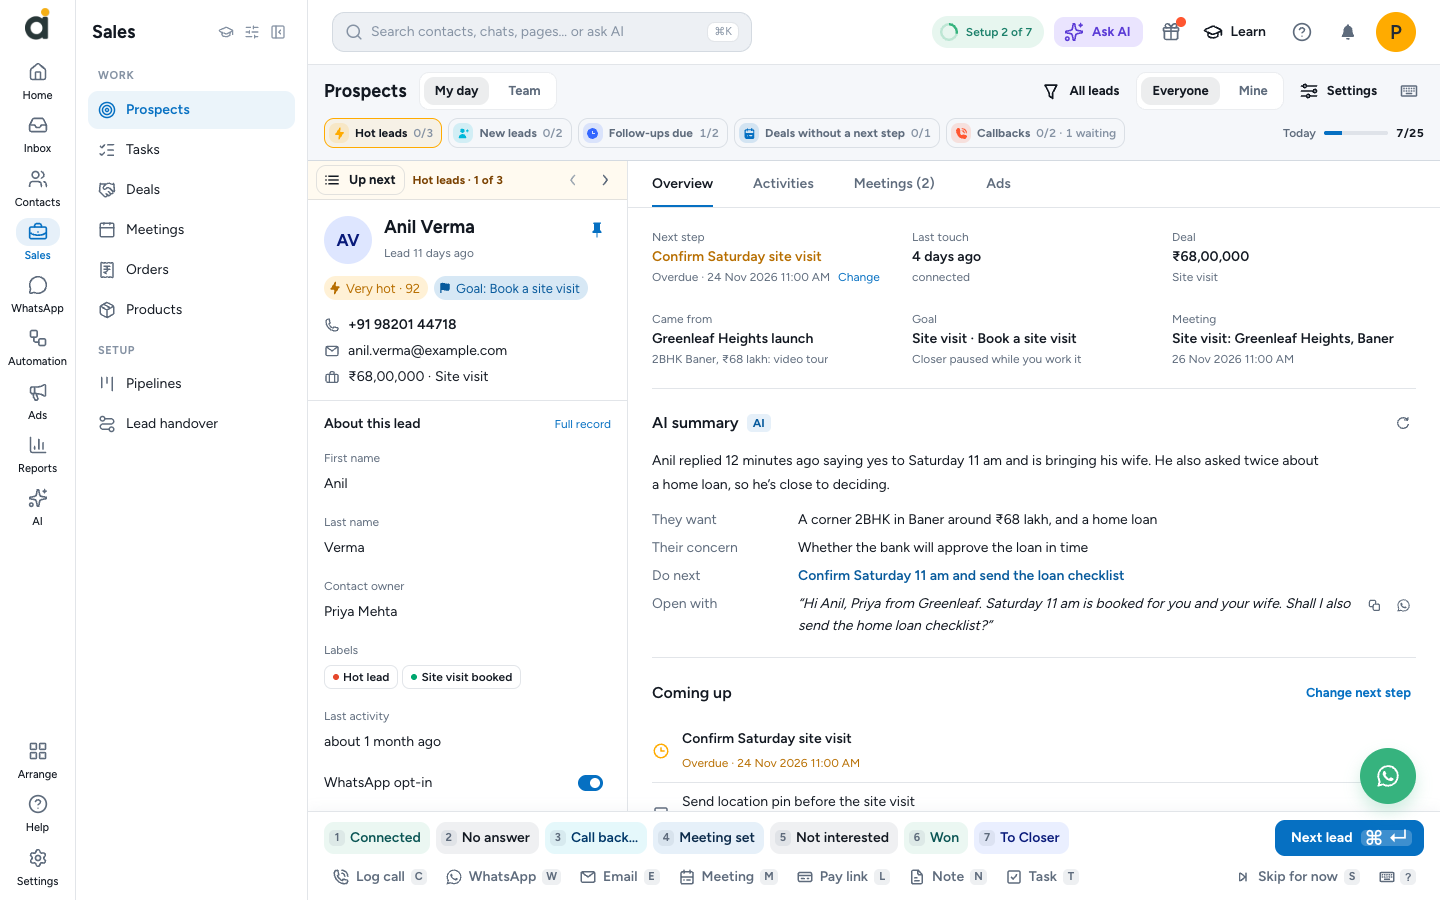 Sales
Search contacts, chats, pages... or ask AI
⌘K
Setup 2 of 7
Ask AI
Learn
P
Home
Inbox
Contacts
Sales
WhatsApp
Automation
Ads
Reports
AI
Arrange
Help
Settings
WORK
Prospects
Tasks
Deals
Meetings
Orders
Products
SETUP
Pipelines
Lead handover
Prospects
My day
Team
All leads
Everyone
Mine
Settings
Hot leads 0/3
New leads 0/2
Follow-ups due 1/2
Deals without a next step 0/1
Callbacks 0/2 · 1 waiting
Today
7/25
Up next
Hot leads · 1 of 3
AV
Anil Verma
Lead 11 days ago
Very hot · 92
Goal: Book a site visit
+91 98201 44718
anil.verma@example.com
₹68,00,000 · Site visit
About this lead
Full record
First name
Anil
Last name
Verma
Contact owner
Priya Mehta
Labels
Hot lead
Site visit booked
Last activity
about 1 month ago
WhatsApp opt-in
Overview
Activities
Meetings (2)
Ads
Next step
Confirm Saturday site visit
Overdue · 24 Nov 2026 11:00 AM Change
Last touch
4 days ago
connected
Deal
₹68,00,000
Site visit
Came from
Greenleaf Heights launch
2BHK Baner, ₹68 lakh: video tour
Goal
Site visit · Book a site visit
Closer paused while you work it
Meeting
Site visit: Greenleaf Heights, Baner
26 Nov 2026 11:00 AM
AI summary
AI
Anil replied 12 minutes ago saying yes to Saturday 11 am and is bringing his wife. He also asked twice about
a home loan, so he's close to deciding.
They want
A corner 2BHK in Baner around ₹68 lakh, and a home loan
Their concern
Whether the bank will approve the loan in time
Do next
Confirm Saturday 11 am and send the loan checklist
Open with
“Hi Anil, Priya from Greenleaf. Saturday 11 am is booked for you and your wife. Shall I also
send the home loan checklist?”
Coming up
Change next step
Confirm Saturday site visit
Overdue · 24 Nov 2026 11:00 AM
Send location pin before the site visit
1 Connected
2 No answer
3 Call back...
4 Meeting set
5 Not interested
6 Won
7 To Closer
Next lead ⌘ ↵
Log call C
WhatsApp W
Email E
Meeting M
Pay link L
Note N
Task T
Skip for now S
?